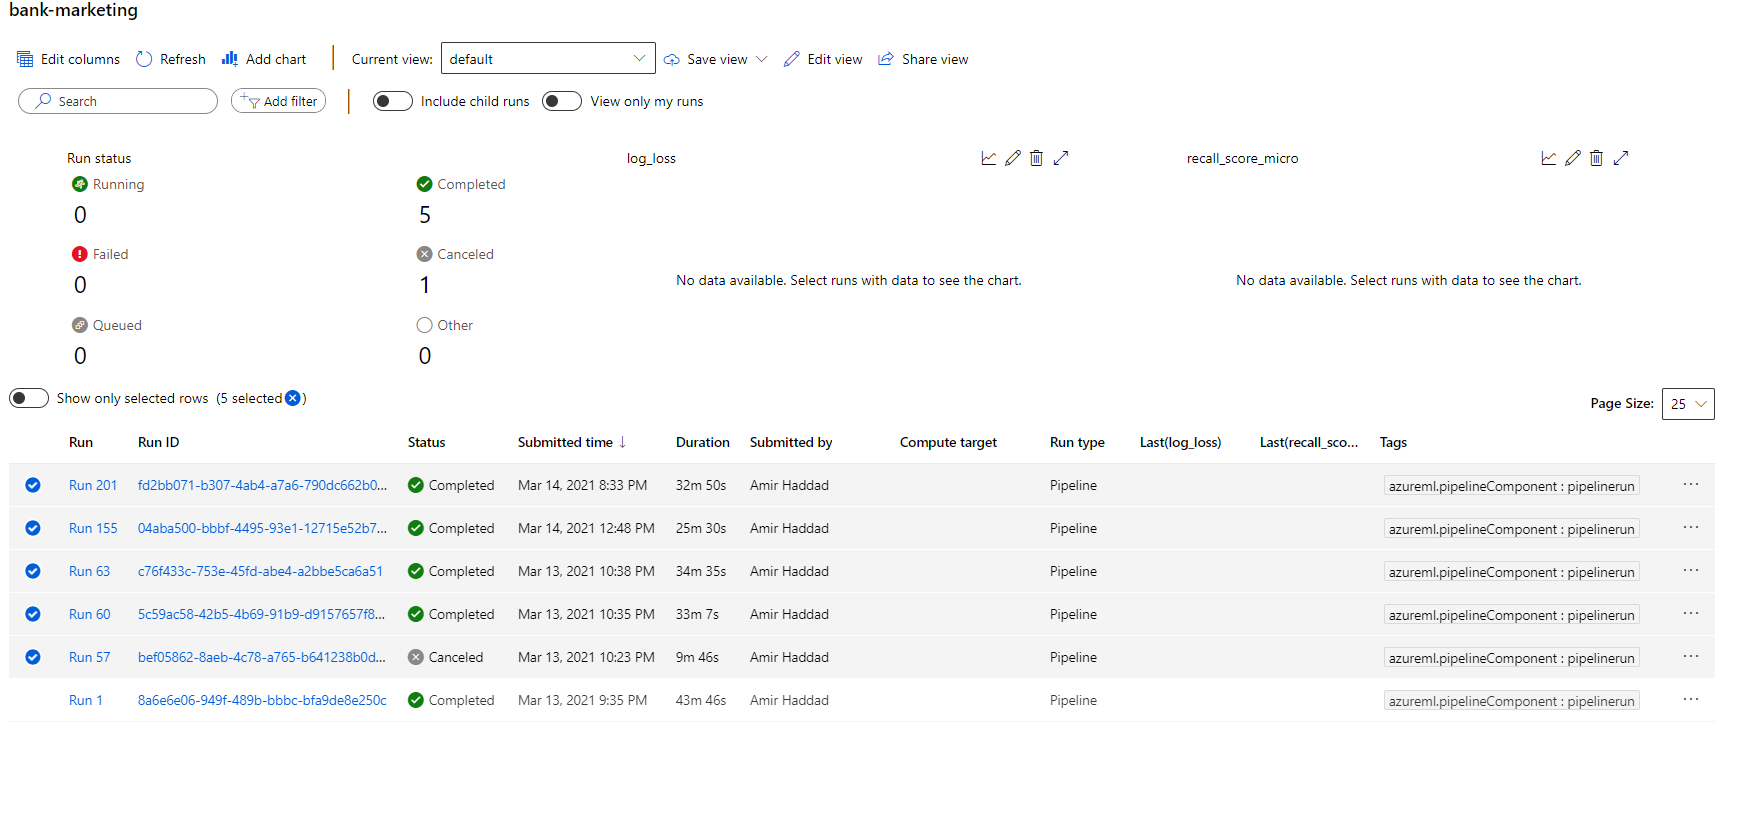 bank-marketing
Edit columns Refresh Add chart Current view: default Save view Edit view Share view
Search Add filter Include child runs View only my runs
Run status log_loss recall_score_micro
Running Completed
0 5
Failed Canceled
No data available. Select runs with data to see the chart. No data available. Select runs with data to see the chart.
0 1
Queued Other
0 0
Show only selected rows (5 selected )
Page Size: 25
Run Run ID Status Submitted time ↓ Duration Submitted by Compute target Run type Last(log_loss) Last(recall_sco... Tags
Run 201 fd2bb071-b307-4ab4-a7a6-790dc662b0... Completed Mar 14, 2021 8:33 PM 32m 50s Amir Haddad Pipeline azureml.pipelineComponent : pipelinerun ...
Run 155 04aba500-bbbf-4495-93e1-12715e52b7... Completed Mar 14, 2021 12:48 PM 25m 30s Amir Haddad Pipeline azureml.pipelineComponent : pipelinerun ...
Run 63 c76f433c-753e-45fd-abe4-a2bbe5ca6a51 Completed Mar 13, 2021 10:38 PM 34m 35s Amir Haddad Pipeline azureml.pipelineComponent : pipelinerun ...
Run 60 5c59ac58-42b5-4b69-91b9-d9157657f8... Completed Mar 13, 2021 10:35 PM 33m 7s Amir Haddad Pipeline azureml.pipelineComponent : pipelinerun ...
Run 57 bef05862-8aeb-4c78-a765-b641238b0d... Canceled Mar 13, 2021 10:23 PM 9m 46s Amir Haddad Pipeline azureml.pipelineComponent : pipelinerun ...
Run 1 8a6e6e06-949f-489b-bbbc-bfa9de8e250c Completed Mar 13, 2021 9:35 PM 43m 46s Amir Haddad Pipeline azureml.pipelineComponent : pipelinerun ...